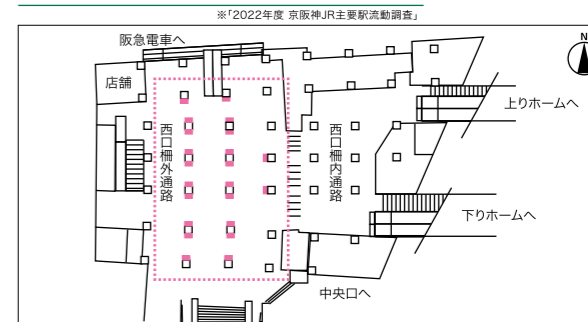 ※「2022年度 京阪神JR主要駅流動調査」
阪急電車へ
N
店舗
上りホームへ
西口柵外通路
西口柵内通路
下りホームへ
中央口へ